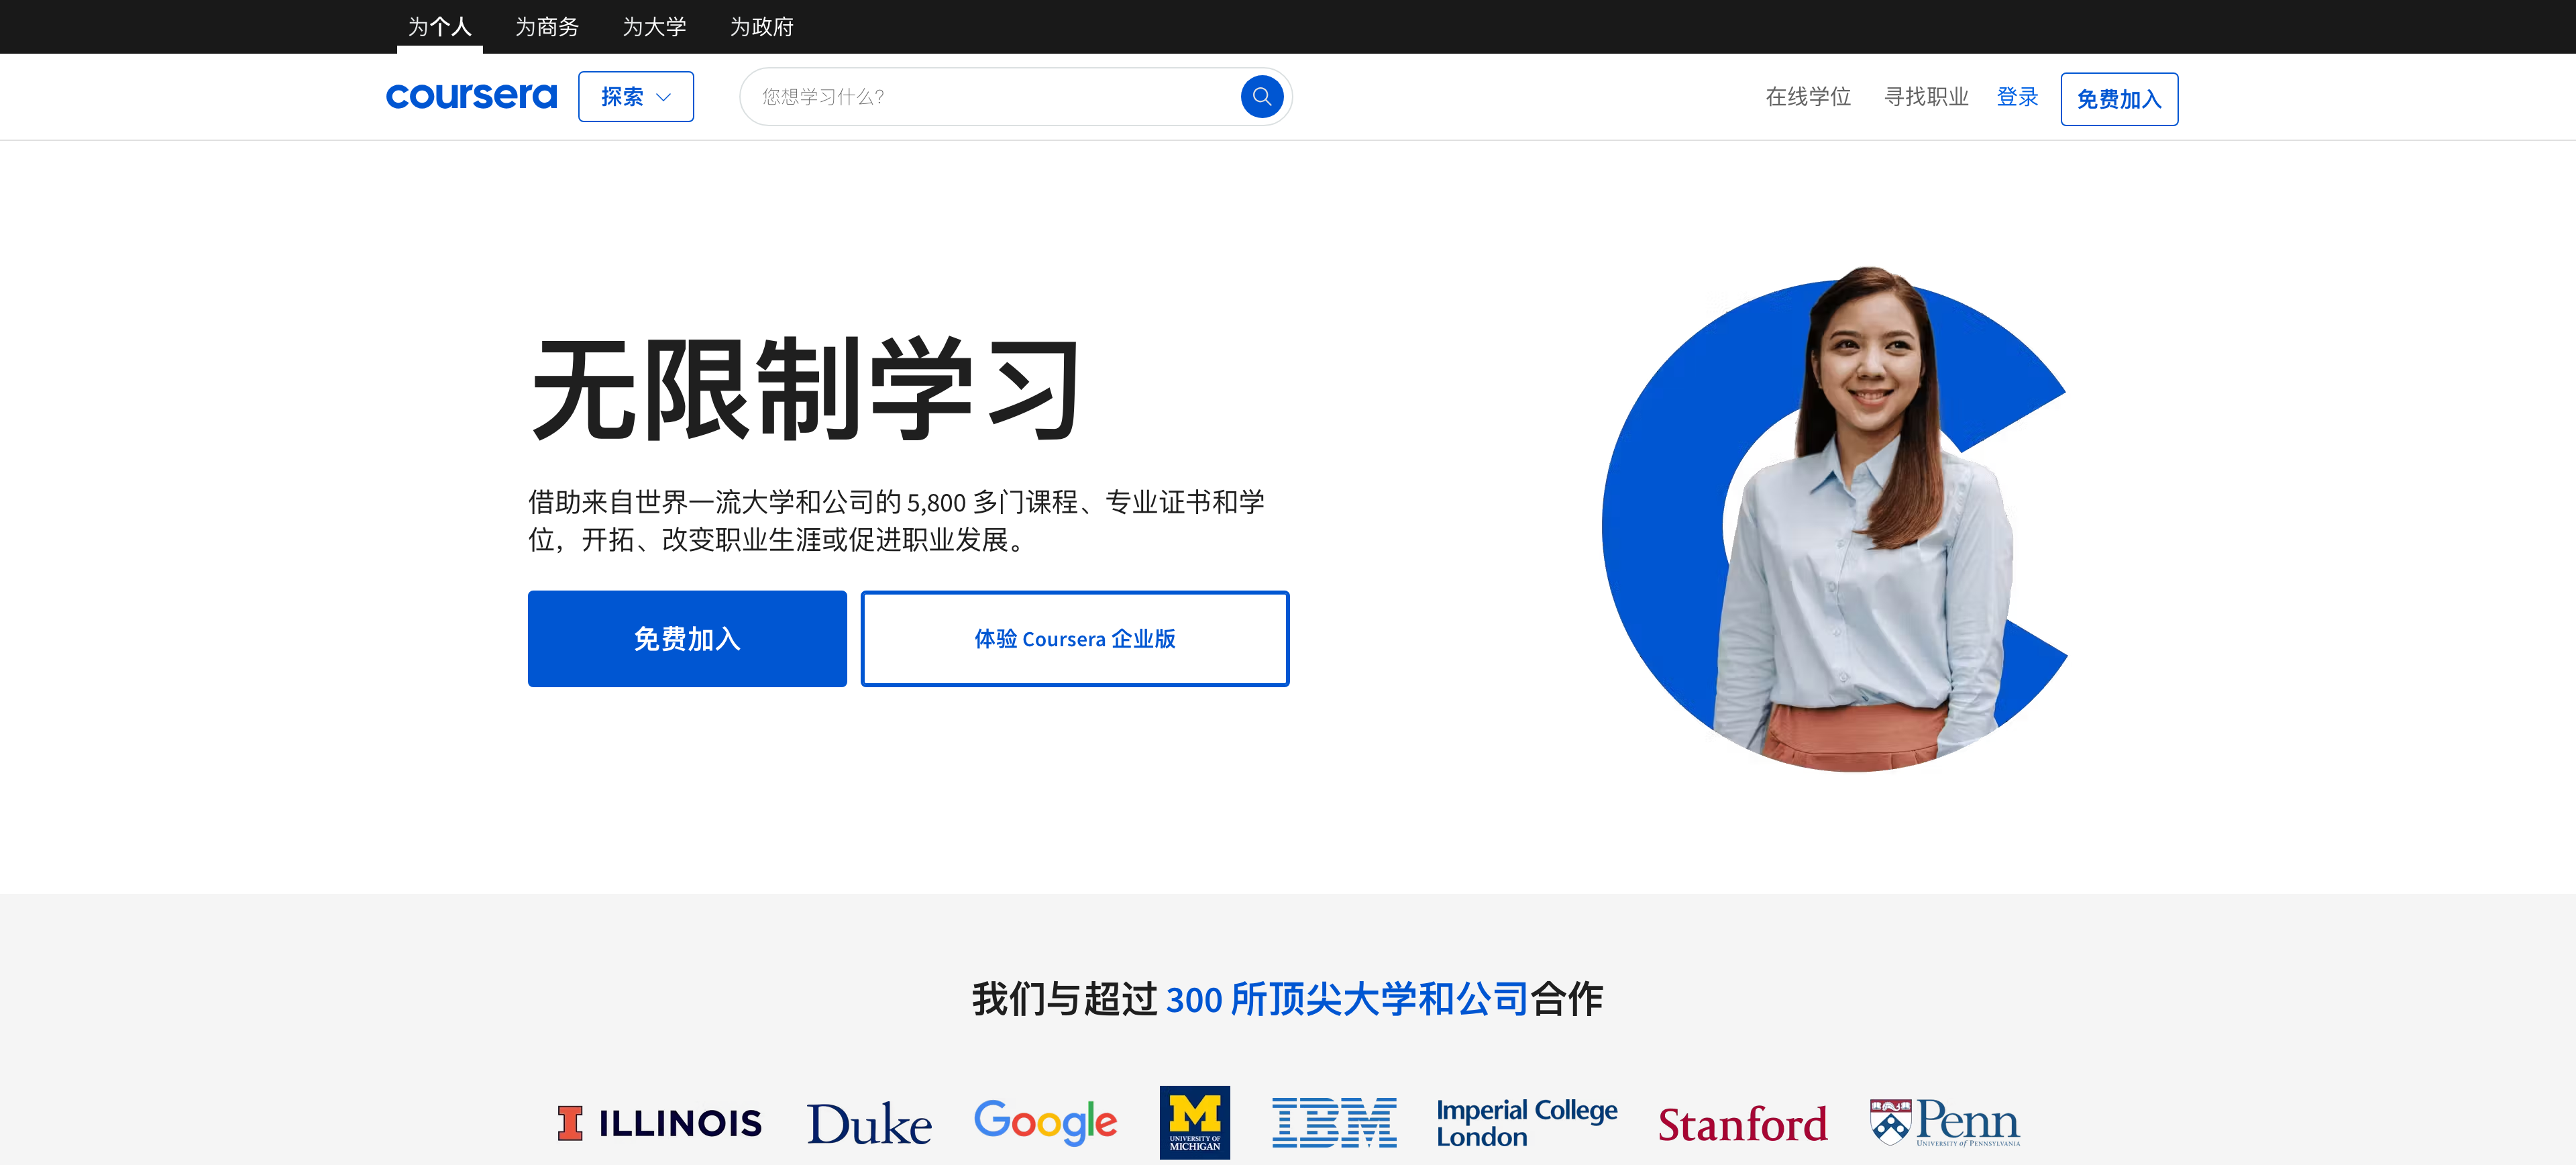 为个人 为商务 为大学 为政府
coursera 探索 您想学习什么？ 在线学位 寻找职业 登录 免费加入
无限制学习
借助来自世界一流大学和公司的 5,800 多门课程、专业证书和学
位，开拓、改变职业生涯或促进职业发展。
免费加入 体验 Coursera 企业版
我们与超过 300 所顶尖大学和公司合作
I ILLINOIS
Duke
Google
M
UNIVERSITY OF
MICHIGAN
IBM
Imperial College
London
Stanford
Penn
UNIVERSITY of PENNSYLVANIA